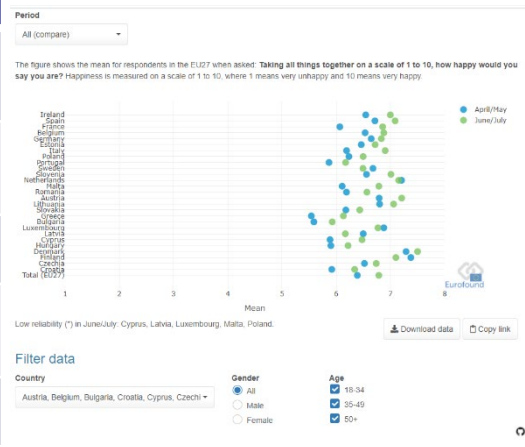 Period
All (compare)
The figure shows the mean for respondents in the EU27 when asked: Taking all things together on a scale of 1 to 10, how happy would you
say you are? Happiness is measured on a scale of 1 to 10, where 1 means very unhappy and 10 means very happy.
April/May
June/July
Ireland
Spain
France
Belgium
Germany
Estonia
Italy
Poland
Portugal
Sweden
Slovenia
Netherlands
Malta
Romania
Austria
Lithuania
Slovakia
Greece
Bulgaria
Luxembourg
Latvia
Cyprus
Hungary
Denmark
Finland
Czechia
Croatia
Total (EU27)
Eurofound
1 2 3 4 5 6 7 8
Mean
Low reliability (*) in June/July: Cyprus, Latvia, Luxembourg, Malta, Poland.
Download data
Copy link
Filter data
Country
Austria, Belgium, Bulgaria, Croatia, Cyprus, Czechi
Gender
All
Male
Female
Age
18-34
35-49
50+